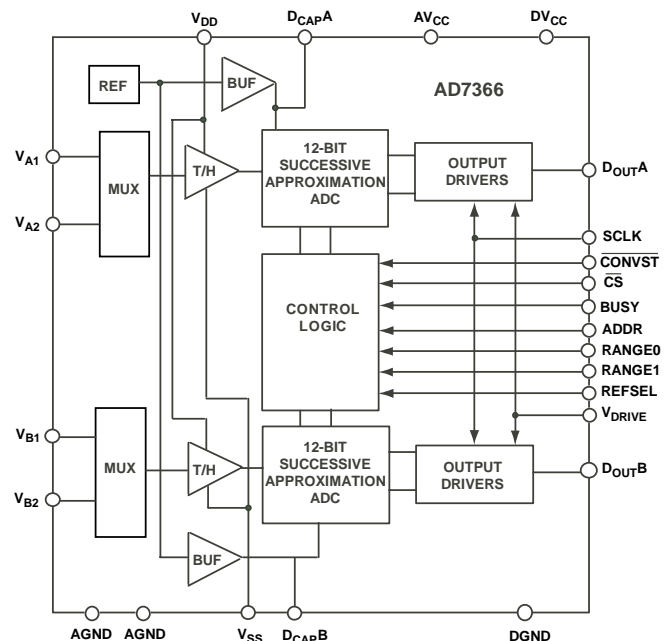 VDD
DCAPA
AVCC
DVCC
REF
BUF
AD7366
VA1
VA2
MUX
T/H
12-BIT
SUCCESSIVE
APPROXIMATION
ADC
OUTPUT
DRIVERS
DOUTA
SCLK
CONVST
CS
BUSY
ADDR
RANGE0
RANGE1
REFSEL
VDRIVE
CONTROL
LOGIC
VB1
VB2
MUX
T/H
12-BIT
SUCCESSIVE
APPROXIMATION
ADC
OUTPUT
DRIVERS
DOUTB
BUF
AGND
AGND
VSS
DCAPB
DGND